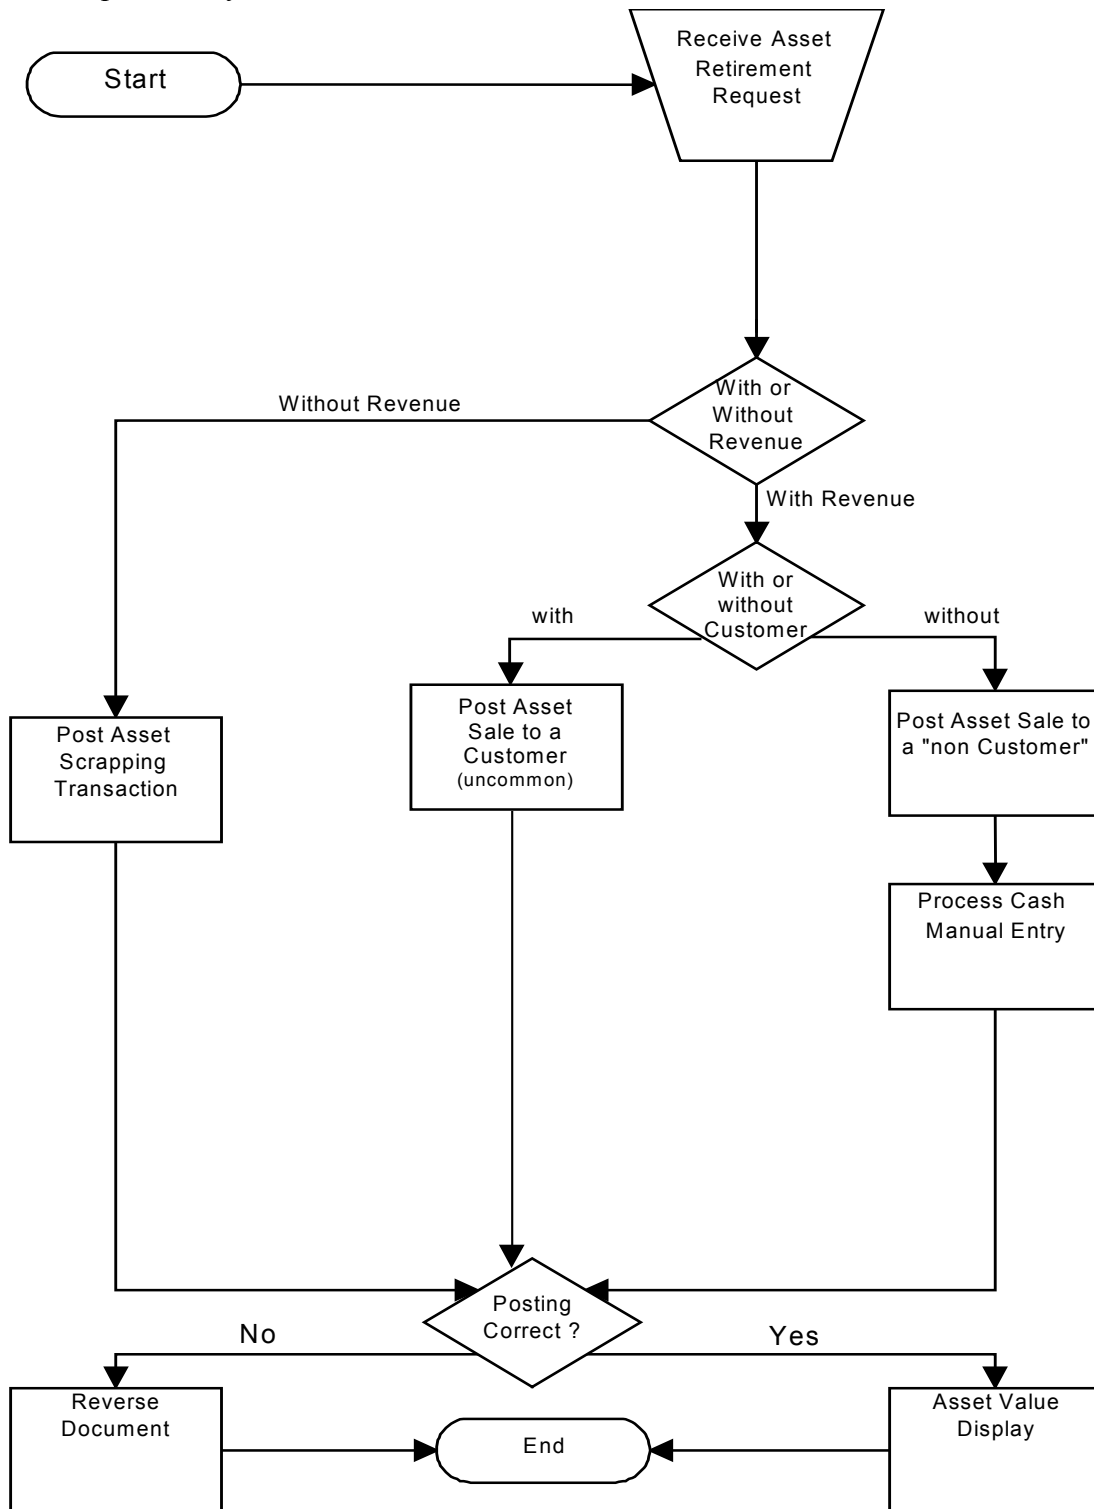 Start
Receive Asset
Retirement
Request
With or
Without
Revenue
Without Revenue
With Revenue
With or
without
Customer
with
without
Post Asset
Scrapping
Transaction
Post Asset
Sale to a
Customer
(uncommon)
Post Asset Sale to
a "non Customer"
Process Cash
Manual Entry
Posting
Correct ?
No
Yes
Reverse
Document
End
Asset Value
Display